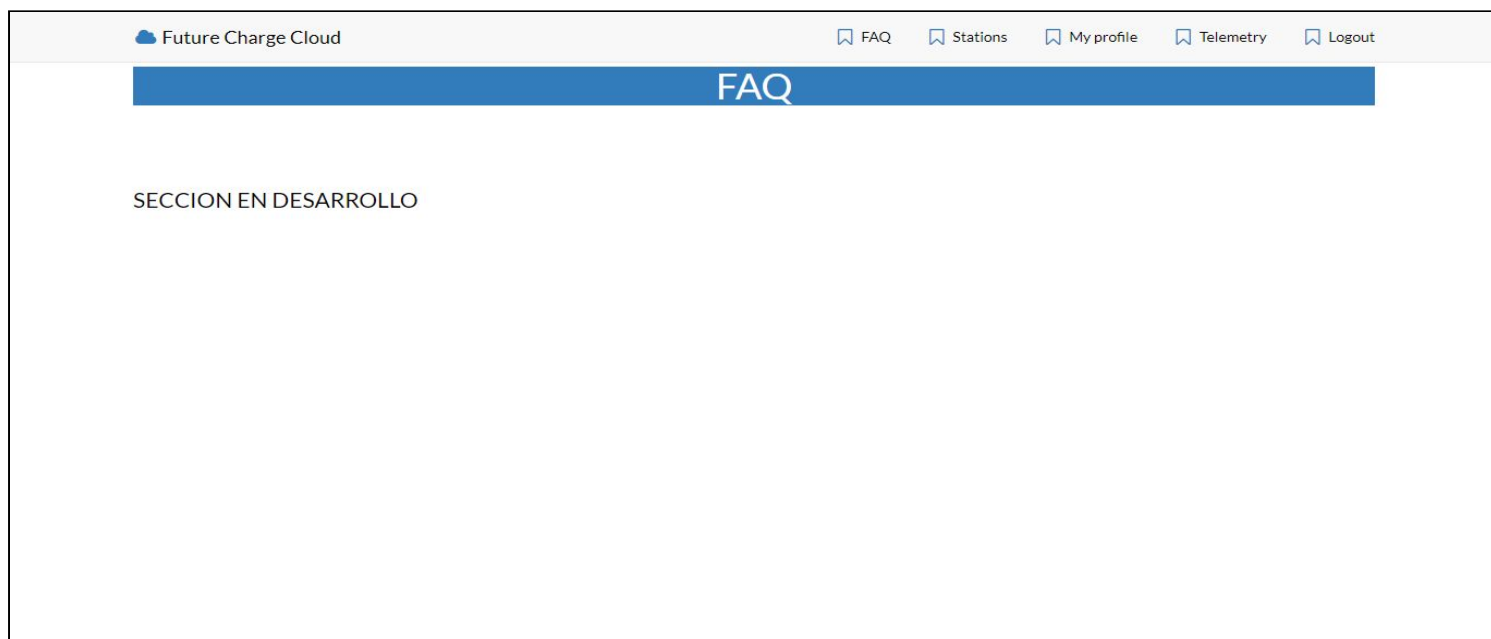 Future Charge Cloud FAQ Stations My profile Telemetry Logout
FAQ
SECCION EN DESARROLLO